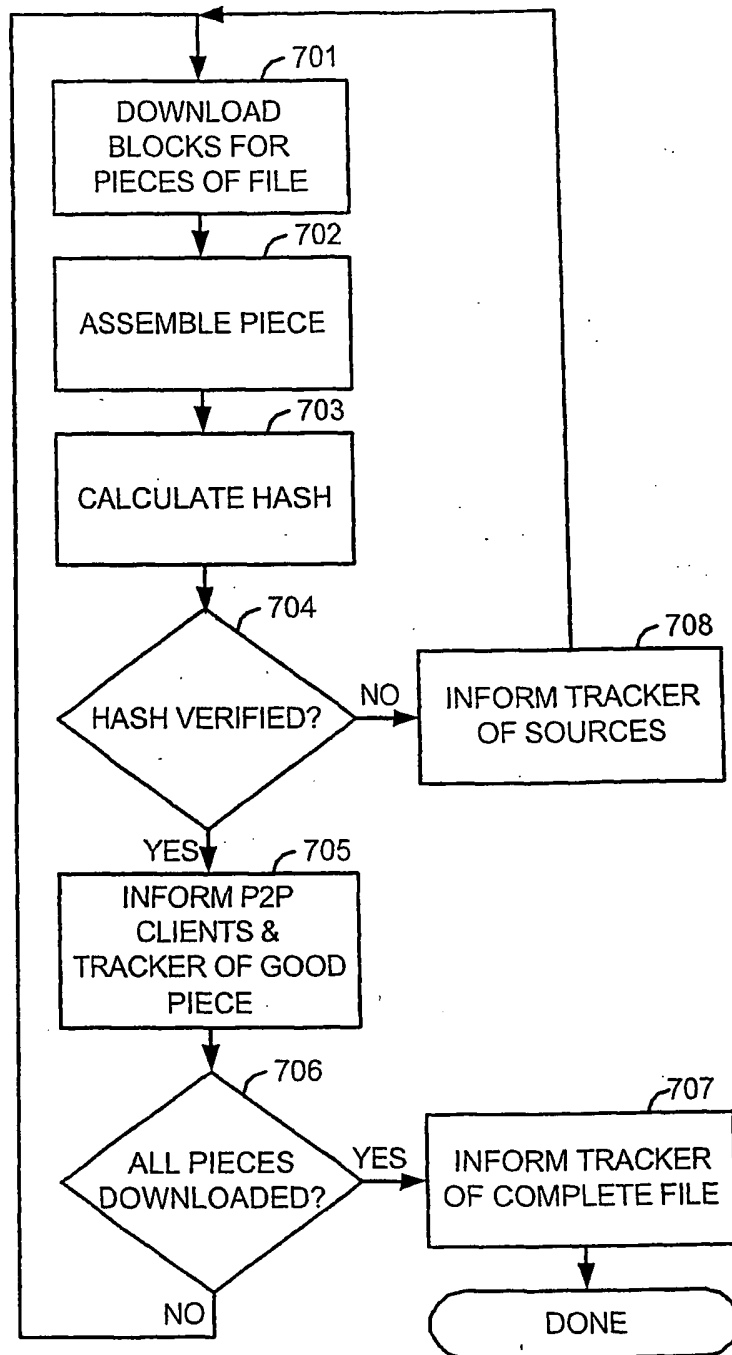 701
DOWNLOAD
BLOCKS FOR
PIECES OF FILE
702
ASSEMBLE PIECE
703
CALCULATE HASH
704
HASH VERIFIED?
NO
708
INFORM TRACKER
OF SOURCES
YES
705
INFORM P2P
CLIENTS &
TRACKER OF GOOD
PIECE
706
ALL PIECES
DOWNLOADED?
YES
707
INFORM TRACKER
OF COMPLETE FILE
NO
DONE